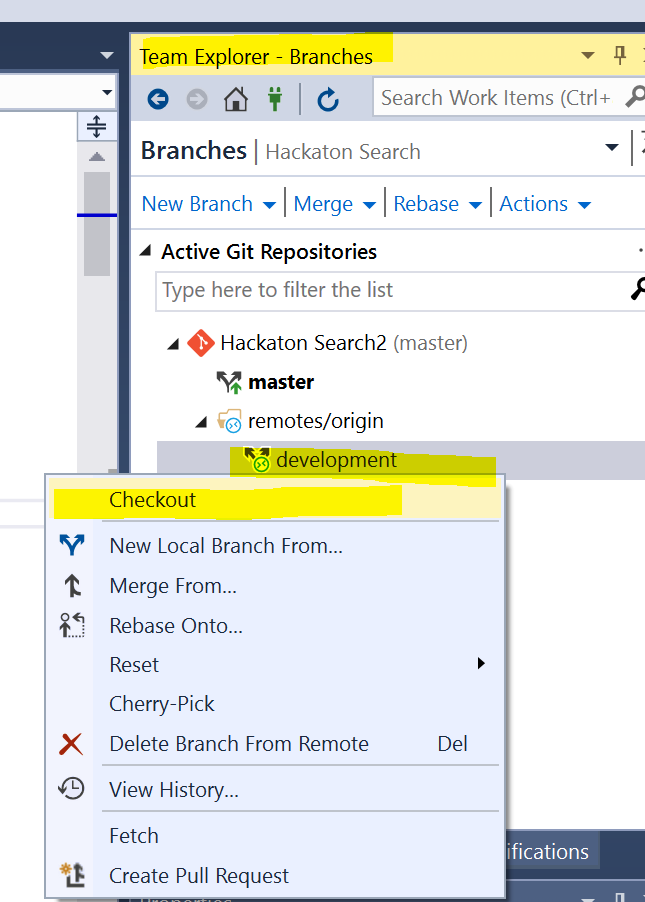 Team Explorer - Branches
Search Work Items (Ctrl+
Branches | Hackaton Search
New Branch Merge Rebase Actions
Active Git Repositories
Type here to filter the list
Hackaton Search2 (master)
master
remotes/origin
development
Checkout
New Local Branch From...
Merge From...
Rebase Onto...
Reset
Cherry-Pick
Delete Branch From Remote Del
View History...
Fetch
Create Pull Request
ifications
Properties